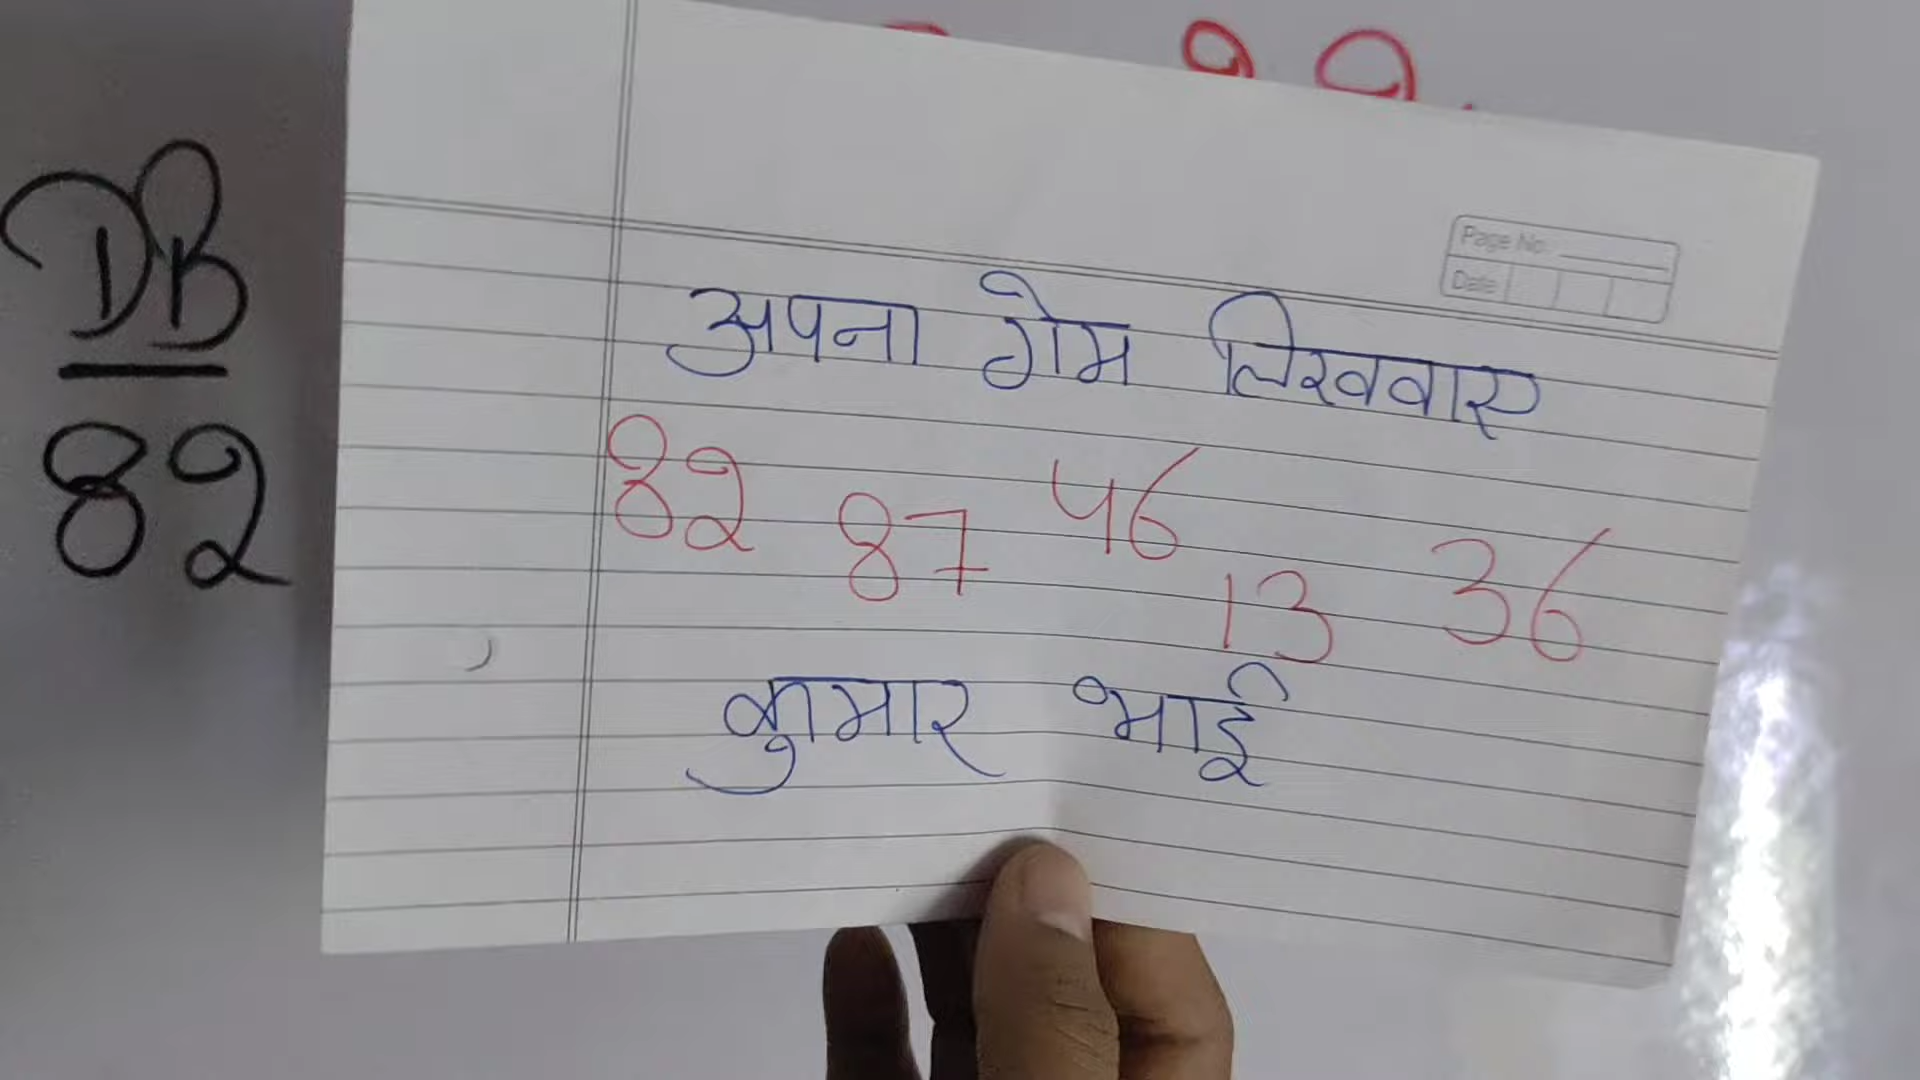 DB
82
Page No.
Date
अपना गेम लिखवाए
82 87 46 13 36
कुमार भाई